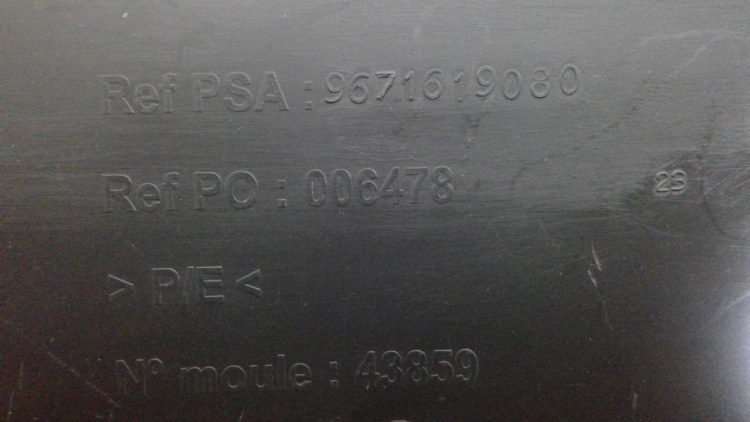 Ref PSA : 9671619080
Ref PO : 006478
23
> P/E <
N° moule : 43859